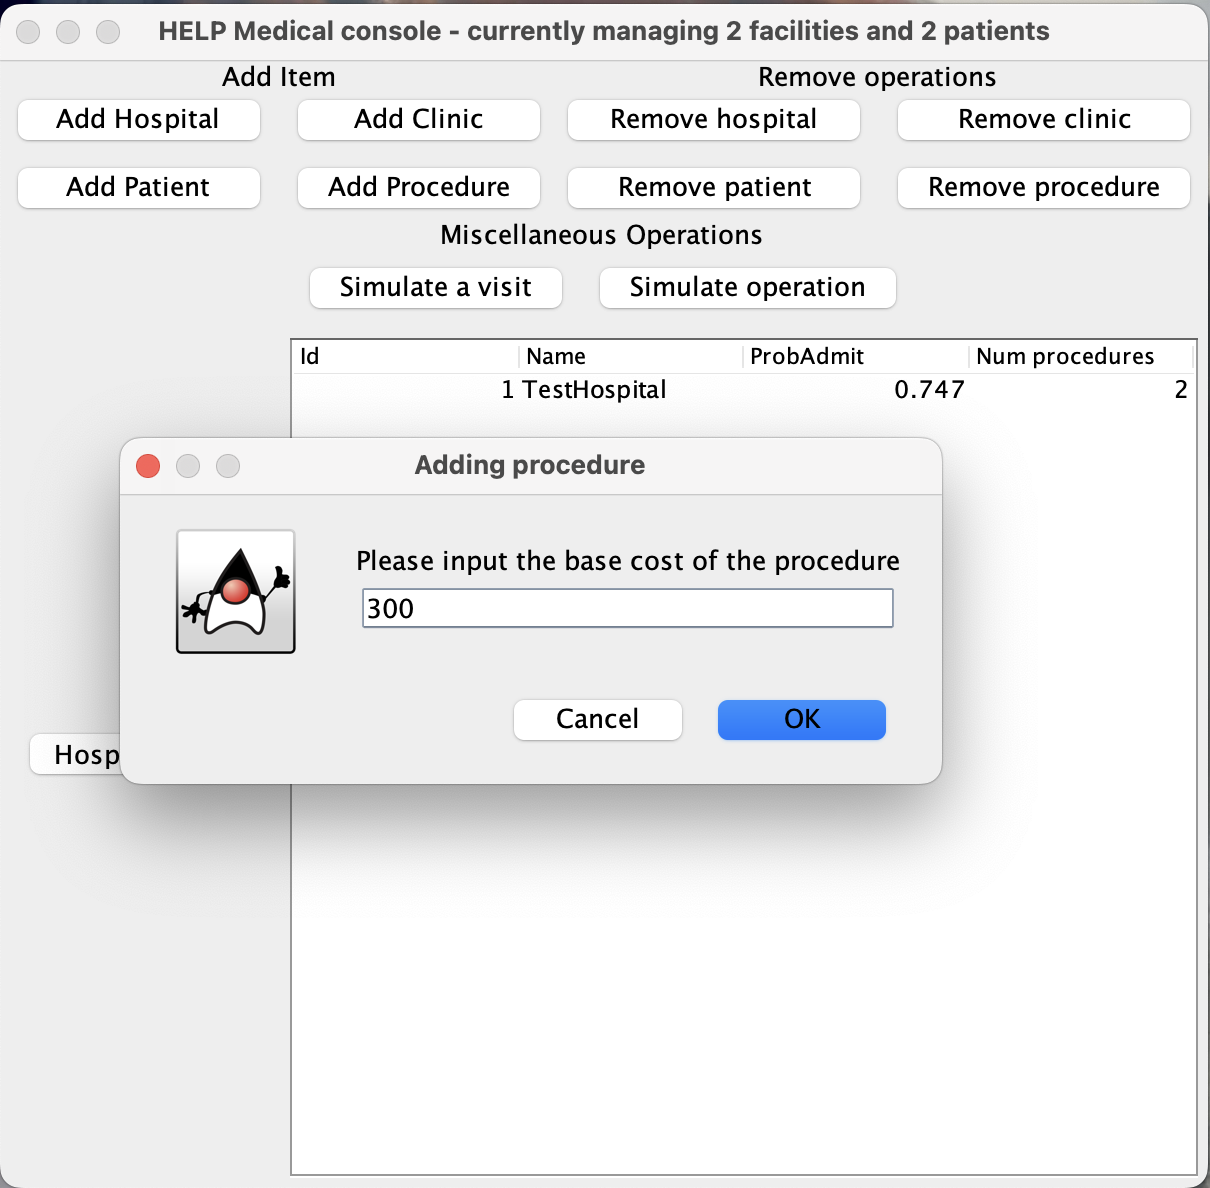 HELP Medical console - currently managing 2 facilities and 2 patients
Add Item Remove operations
Add Hospital Add Clinic Remove hospital Remove clinic
Add Patient Add Procedure Remove patient Remove procedure
Miscellaneous Operations
Simulate a visit Simulate operation
Id Name ProbAdmit Num procedures
1 TestHospital 0.747 2
Adding procedure
Please input the base cost of the procedure
300
Cancel OK
Hosp